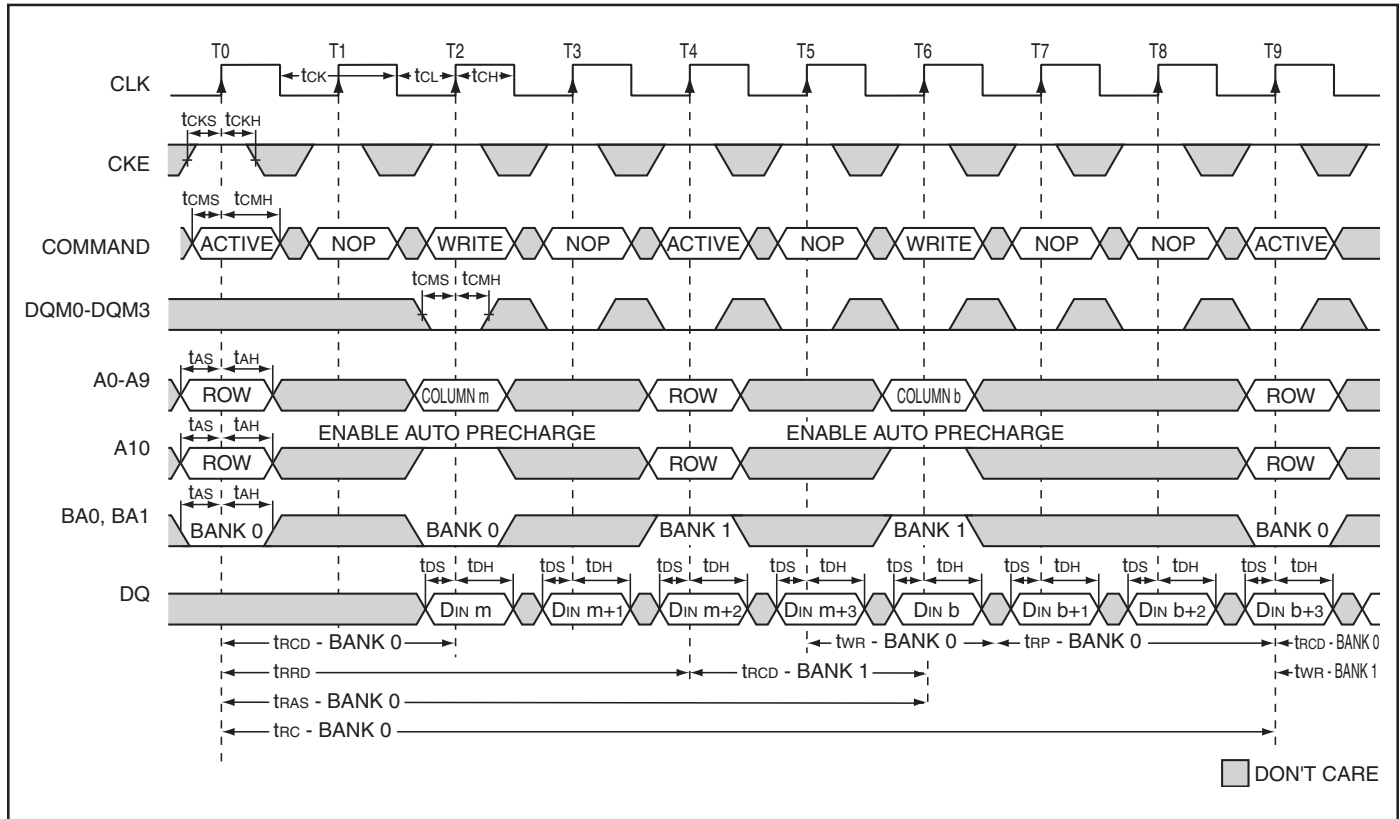 T0 T1 T2 T3 T4 T5 T6 T7 T8 T9
CLK
tCK tCL tCH
tCKS tCKH
CKE
tCMS tCMH
COMMAND
ACTIVE NOP WRITE NOP ACTIVE NOP WRITE NOP NOP ACTIVE
tCMS tCMH
DQM0-DQM3
tAS tAH
A0-A9
ROW COLUMN m ROW COLUMN b ROW
tAS tAH ENABLE AUTO PRECHARGE ENABLE AUTO PRECHARGE
A10
ROW ROW ROW
tAS tAH
BA0, BA1
BANK 0 BANK 0 BANK 1 BANK 1 BANK 0
tDS tDH tDS tDH tDS tDH tDS tDH tDS tDH tDS tDH tDS tDH tDS tDH
DQ
DIN m DIN m+1 DIN m+2 DIN m+3 DIN b DIN b+1 DIN b+2 DIN b+3
tRCD - BANK 0 tWR - BANK 0 tRP - BANK 0 tRCD - BANK 0
tRRD tRCD - BANK 1 tWR - BANK 1
tRAS - BANK 0
tRC - BANK 0
DON'T CARE